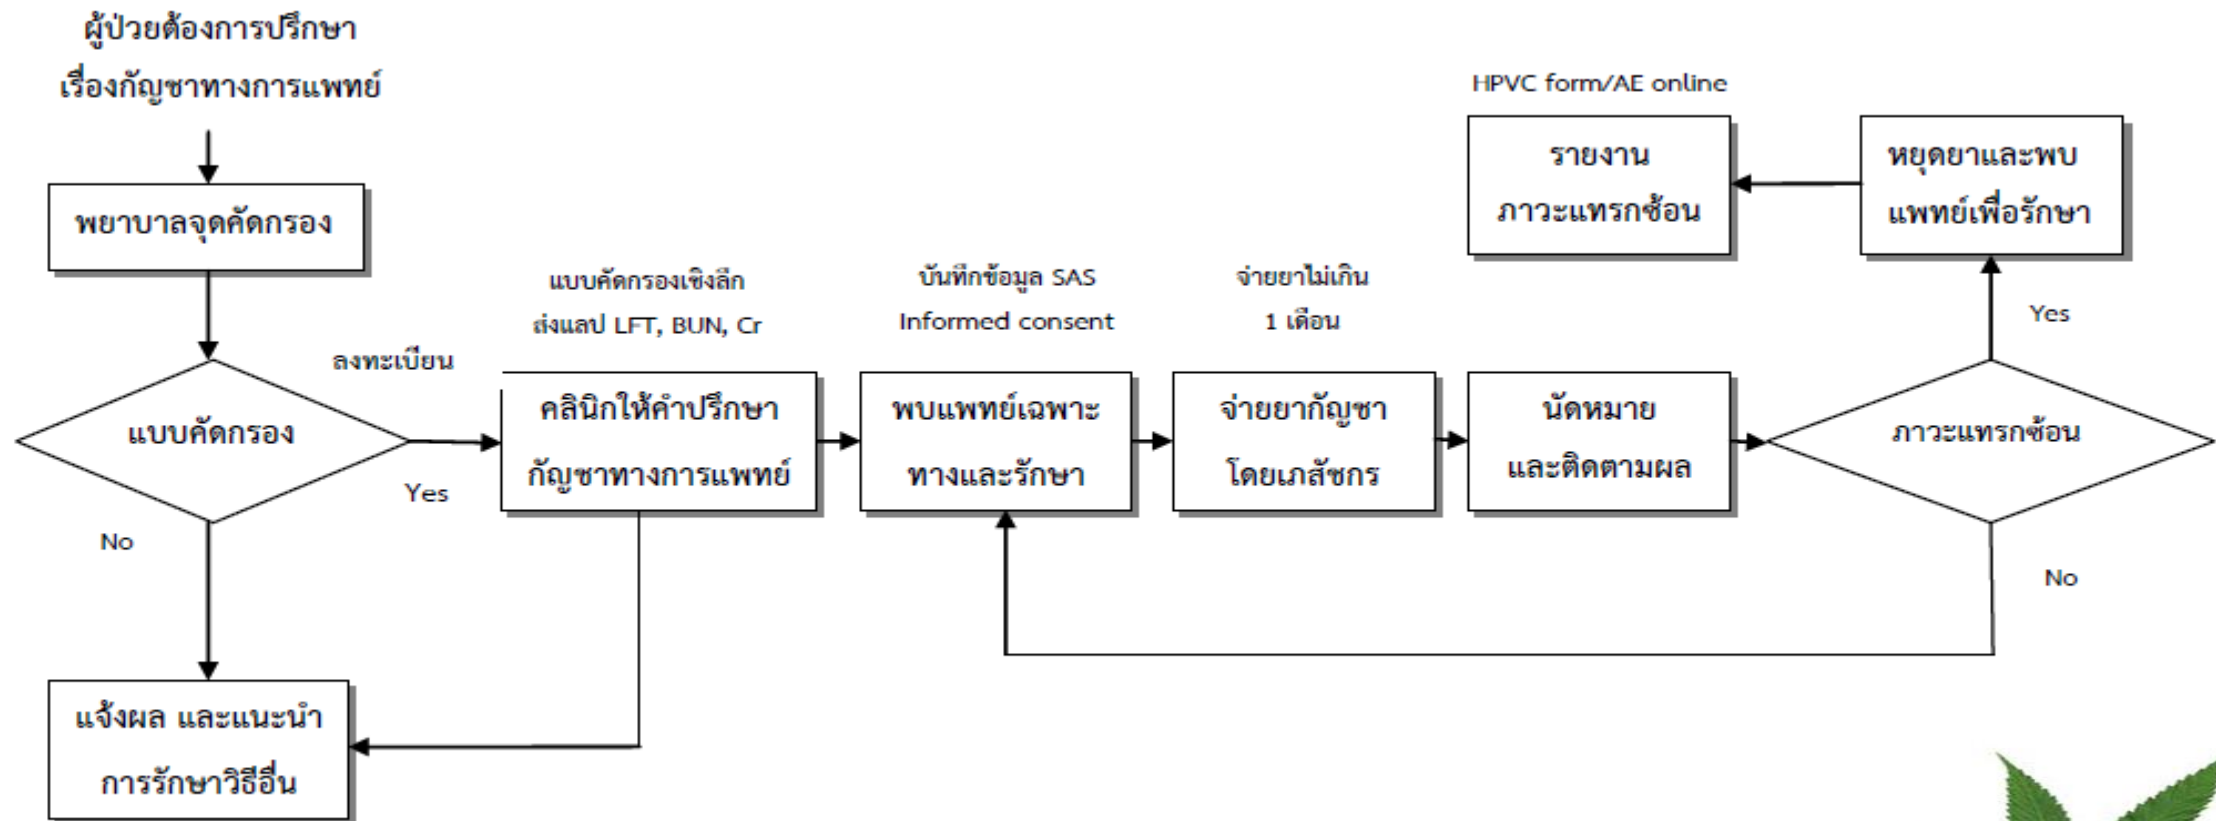 ผู้ป่วยต้องการปรึกษา
เรื่องกัญชาทางการแพทย์
พยาบาลจุดคัดกรอง
แบบคัดกรอง
ลงทะเบียน
Yes
No
แจ้งผล และแนะนำ
การรักษาวิธีอื่น
แบบคัดกรองเชิงลึก
ส่งแลป LFT, BUN, Cr
คลินิกให้คำปรึกษา
กัญชาทางการแพทย์
บันทึกข้อมูล SAS
Informed consent
พบแพทย์เฉพาะ
ทางและรักษา
จ่ายยาไม่เกิน
1 เดือน
จ่ายยากัญชา
โดยเภสัชกร
นัดหมาย
และติดตามผล
ภาวะแทรกซ้อน
Yes
No
หยุดยาและพบ
แพทย์เพื่อรักษา
HPVC form/AE online
รายงาน
ภาวะแทรกซ้อน